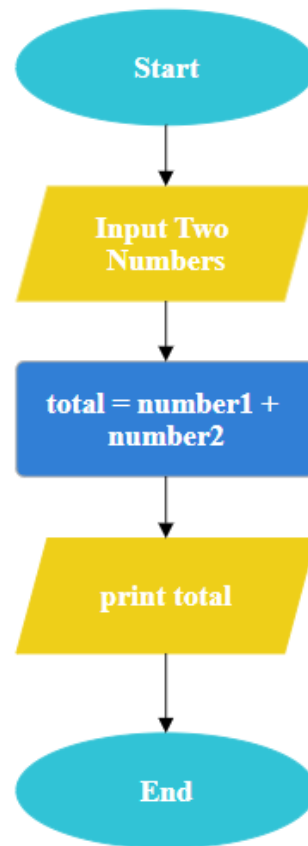 Start
Input Two
Numbers
total = number1 +
number2
print total
End